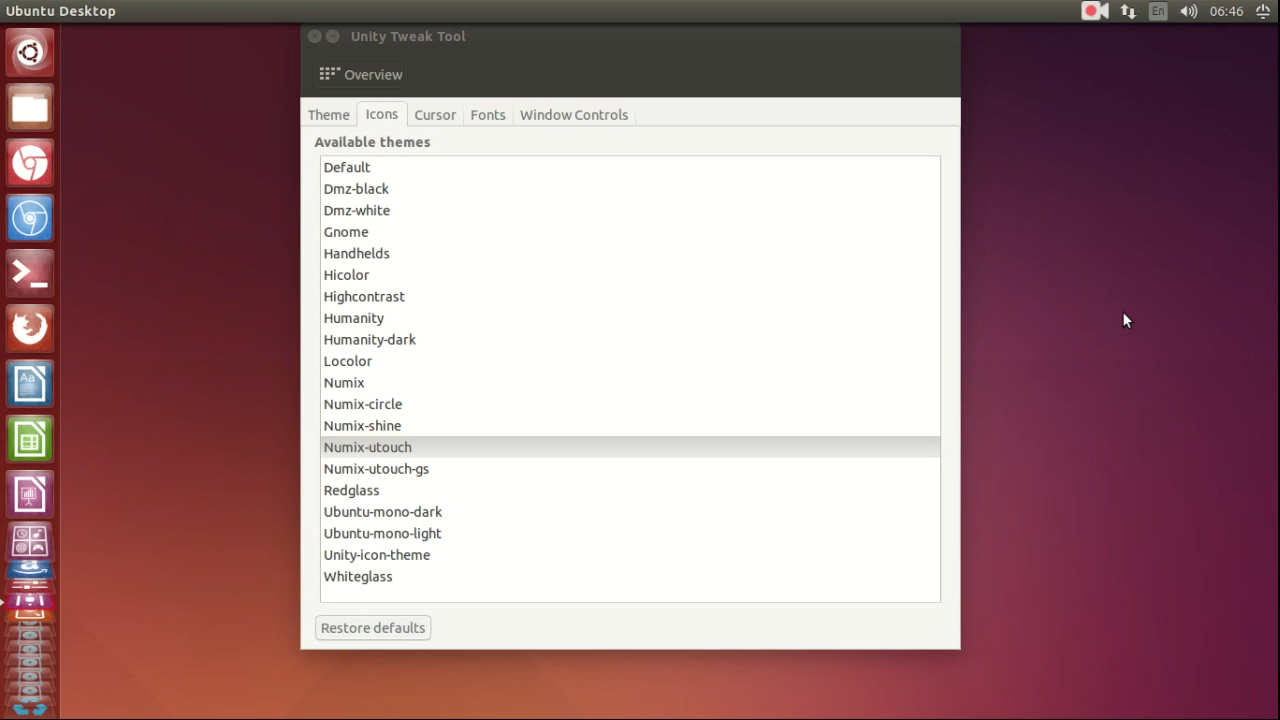 Ubuntu Desktop
En
06:46
Unity Tweak Tool
Overview
Theme
Icons
Cursor
Fonts
Window Controls
Available themes
Default
Dmz-black
Dmz-white
Gnome
Handhelds
Hicolor
Highcontrast
Humanity
Humanity-dark
Locolor
Numix
Numix-circle
Numix-shine
Numix-utouch
Numix-utouch-gs
Redglass
Ubuntu-mono-dark
Ubuntu-mono-light
Unity-icon-theme
Whiteglass
Restore defaults
Aa